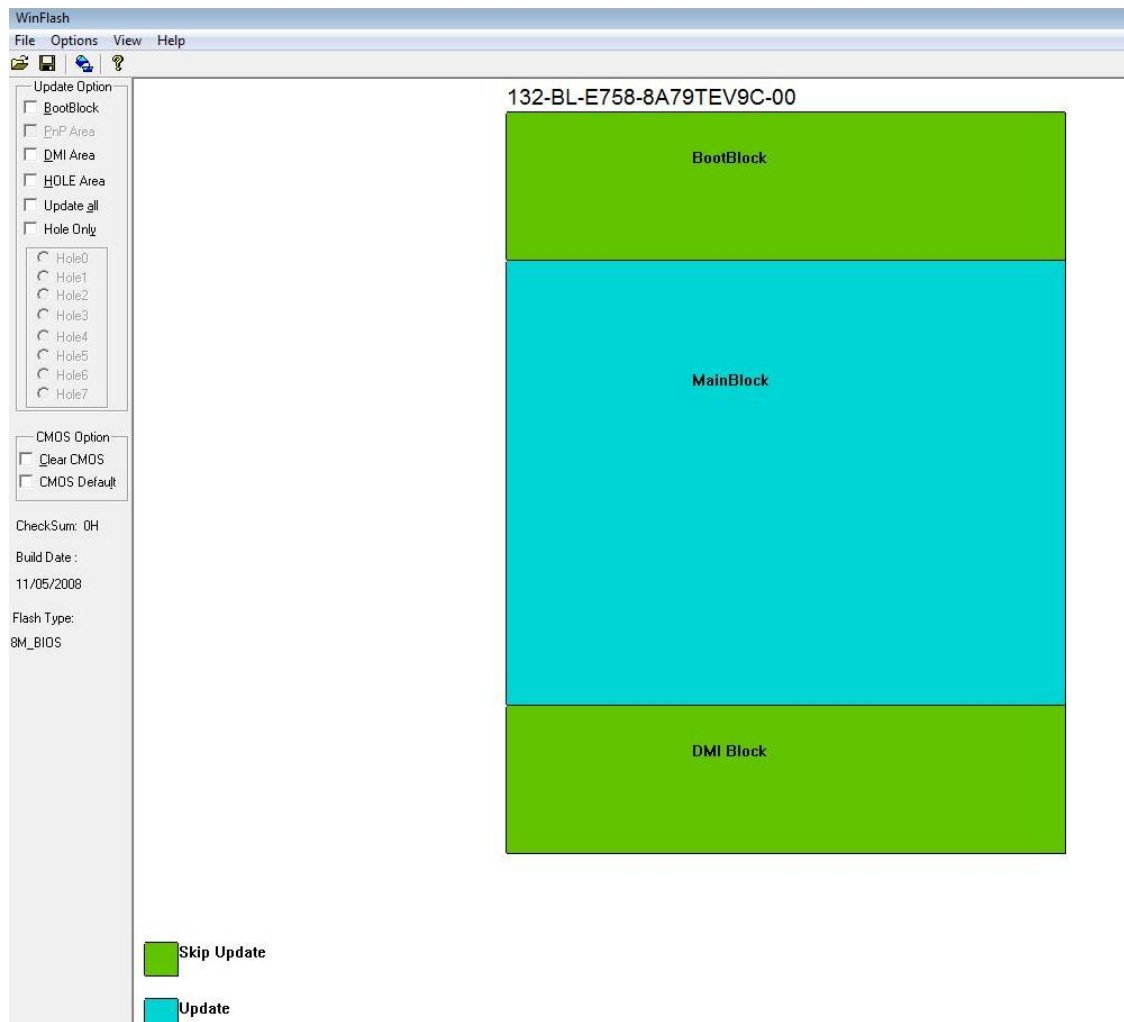 WinFlash
File Options View Help
Update Option
BootBlock
PnP Area
DMI Area
HOLE Area
Update all
Hole Only
Hole0
Hole1
Hole2
Hole3
Hole4
Hole5
Hole6
Hole7
CMOS Option
Clear CMOS
CMOS Default
CheckSum: 0H
Build Date :
11/05/2008
Flash Type:
8M_BIOS
132-BL-E758-8A79TEV9C-00
BootBlock
MainBlock
DMI Block
Skip Update
Update